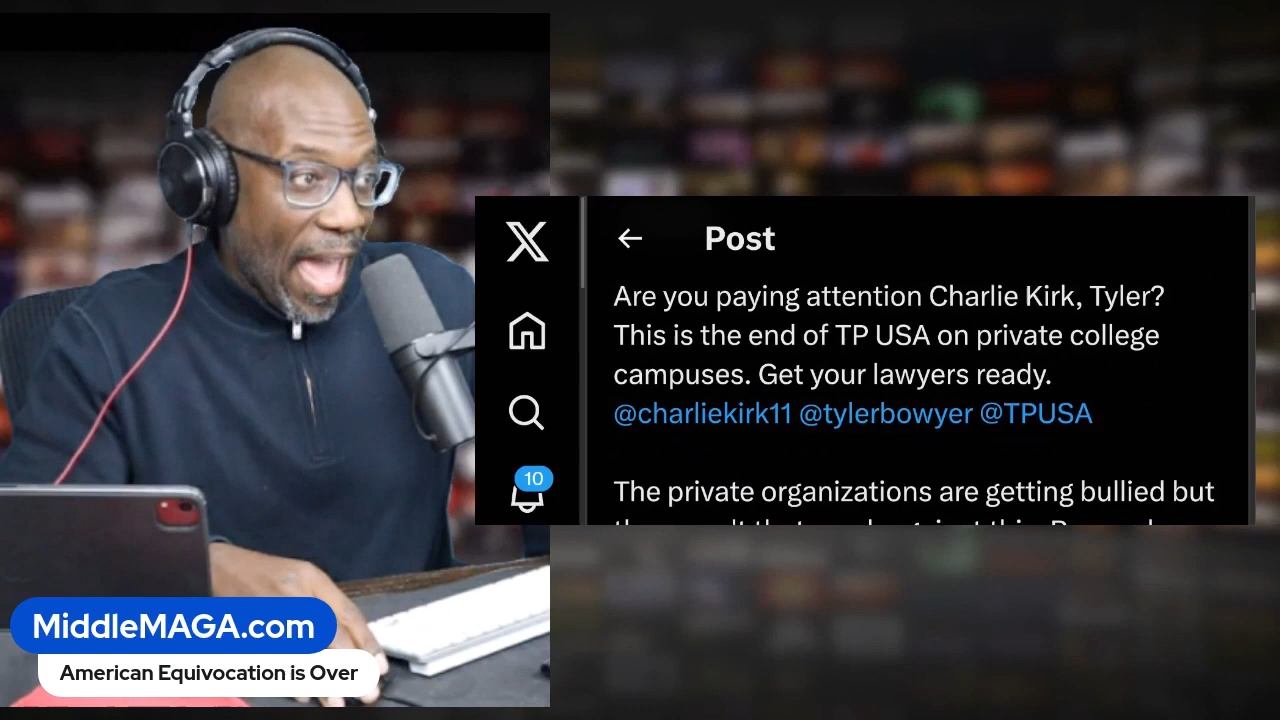 Post
Are you paying attention Charlie Kirk, Tyler?
This is the end of TP USA on private college
campuses. Get your lawyers ready.
@charliekirk11 @tylerbowyer @TPUSA
10
The private organizations are getting bullied but
MiddleMAGA.com
American Equivocation is Over